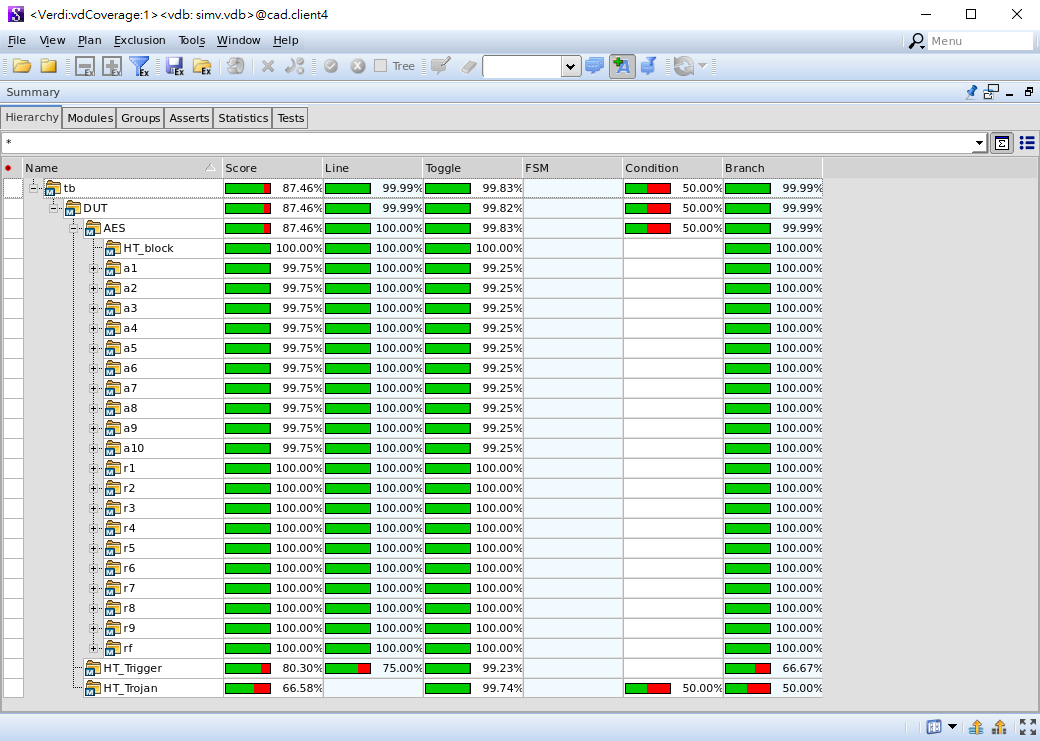 <Verdi:vdCoverage:1><vdb: simv.vdb>@cad.client4
File View Plan Exclusion Tools Window Help Menu
Ex Ex Ex Ex Ex Tree A
Summary
Hierarchy Modules Groups Asserts Statistics Tests
* Σ
Name Score Line Toggle FSM Condition Branch
tb 87.46% 99.99% 99.83% 50.00% 99.99%
DUT 87.46% 99.99% 99.82% 50.00% 99.99%
AES 87.46% 100.00% 99.83% 50.00% 99.99%
HT_block 100.00% 100.00% 100.00% 100.00%
a1 99.75% 100.00% 99.25% 100.00%
a2 99.75% 100.00% 99.25% 100.00%
a3 99.75% 100.00% 99.25% 100.00%
a4 99.75% 100.00% 99.25% 100.00%
a5 99.75% 100.00% 99.25% 100.00%
a6 99.75% 100.00% 99.25% 100.00%
a7 99.75% 100.00% 99.25% 100.00%
a8 99.75% 100.00% 99.25% 100.00%
a9 99.75% 100.00% 99.25% 100.00%
a10 99.75% 100.00% 99.25% 100.00%
r1 100.00% 100.00% 100.00% 100.00%
r2 100.00% 100.00% 100.00% 100.00%
r3 100.00% 100.00% 100.00% 100.00%
r4 100.00% 100.00% 100.00% 100.00%
r5 100.00% 100.00% 100.00% 100.00%
r6 100.00% 100.00% 100.00% 100.00%
r7 100.00% 100.00% 100.00% 100.00%
r8 100.00% 100.00% 100.00% 100.00%
r9 100.00% 100.00% 100.00% 100.00%
rf 100.00% 100.00% 100.00% 100.00%
HT_Trigger 80.30% 75.00% 99.23% 66.67%
HT_Trojan 66.58% 99.74% 50.00% 50.00%